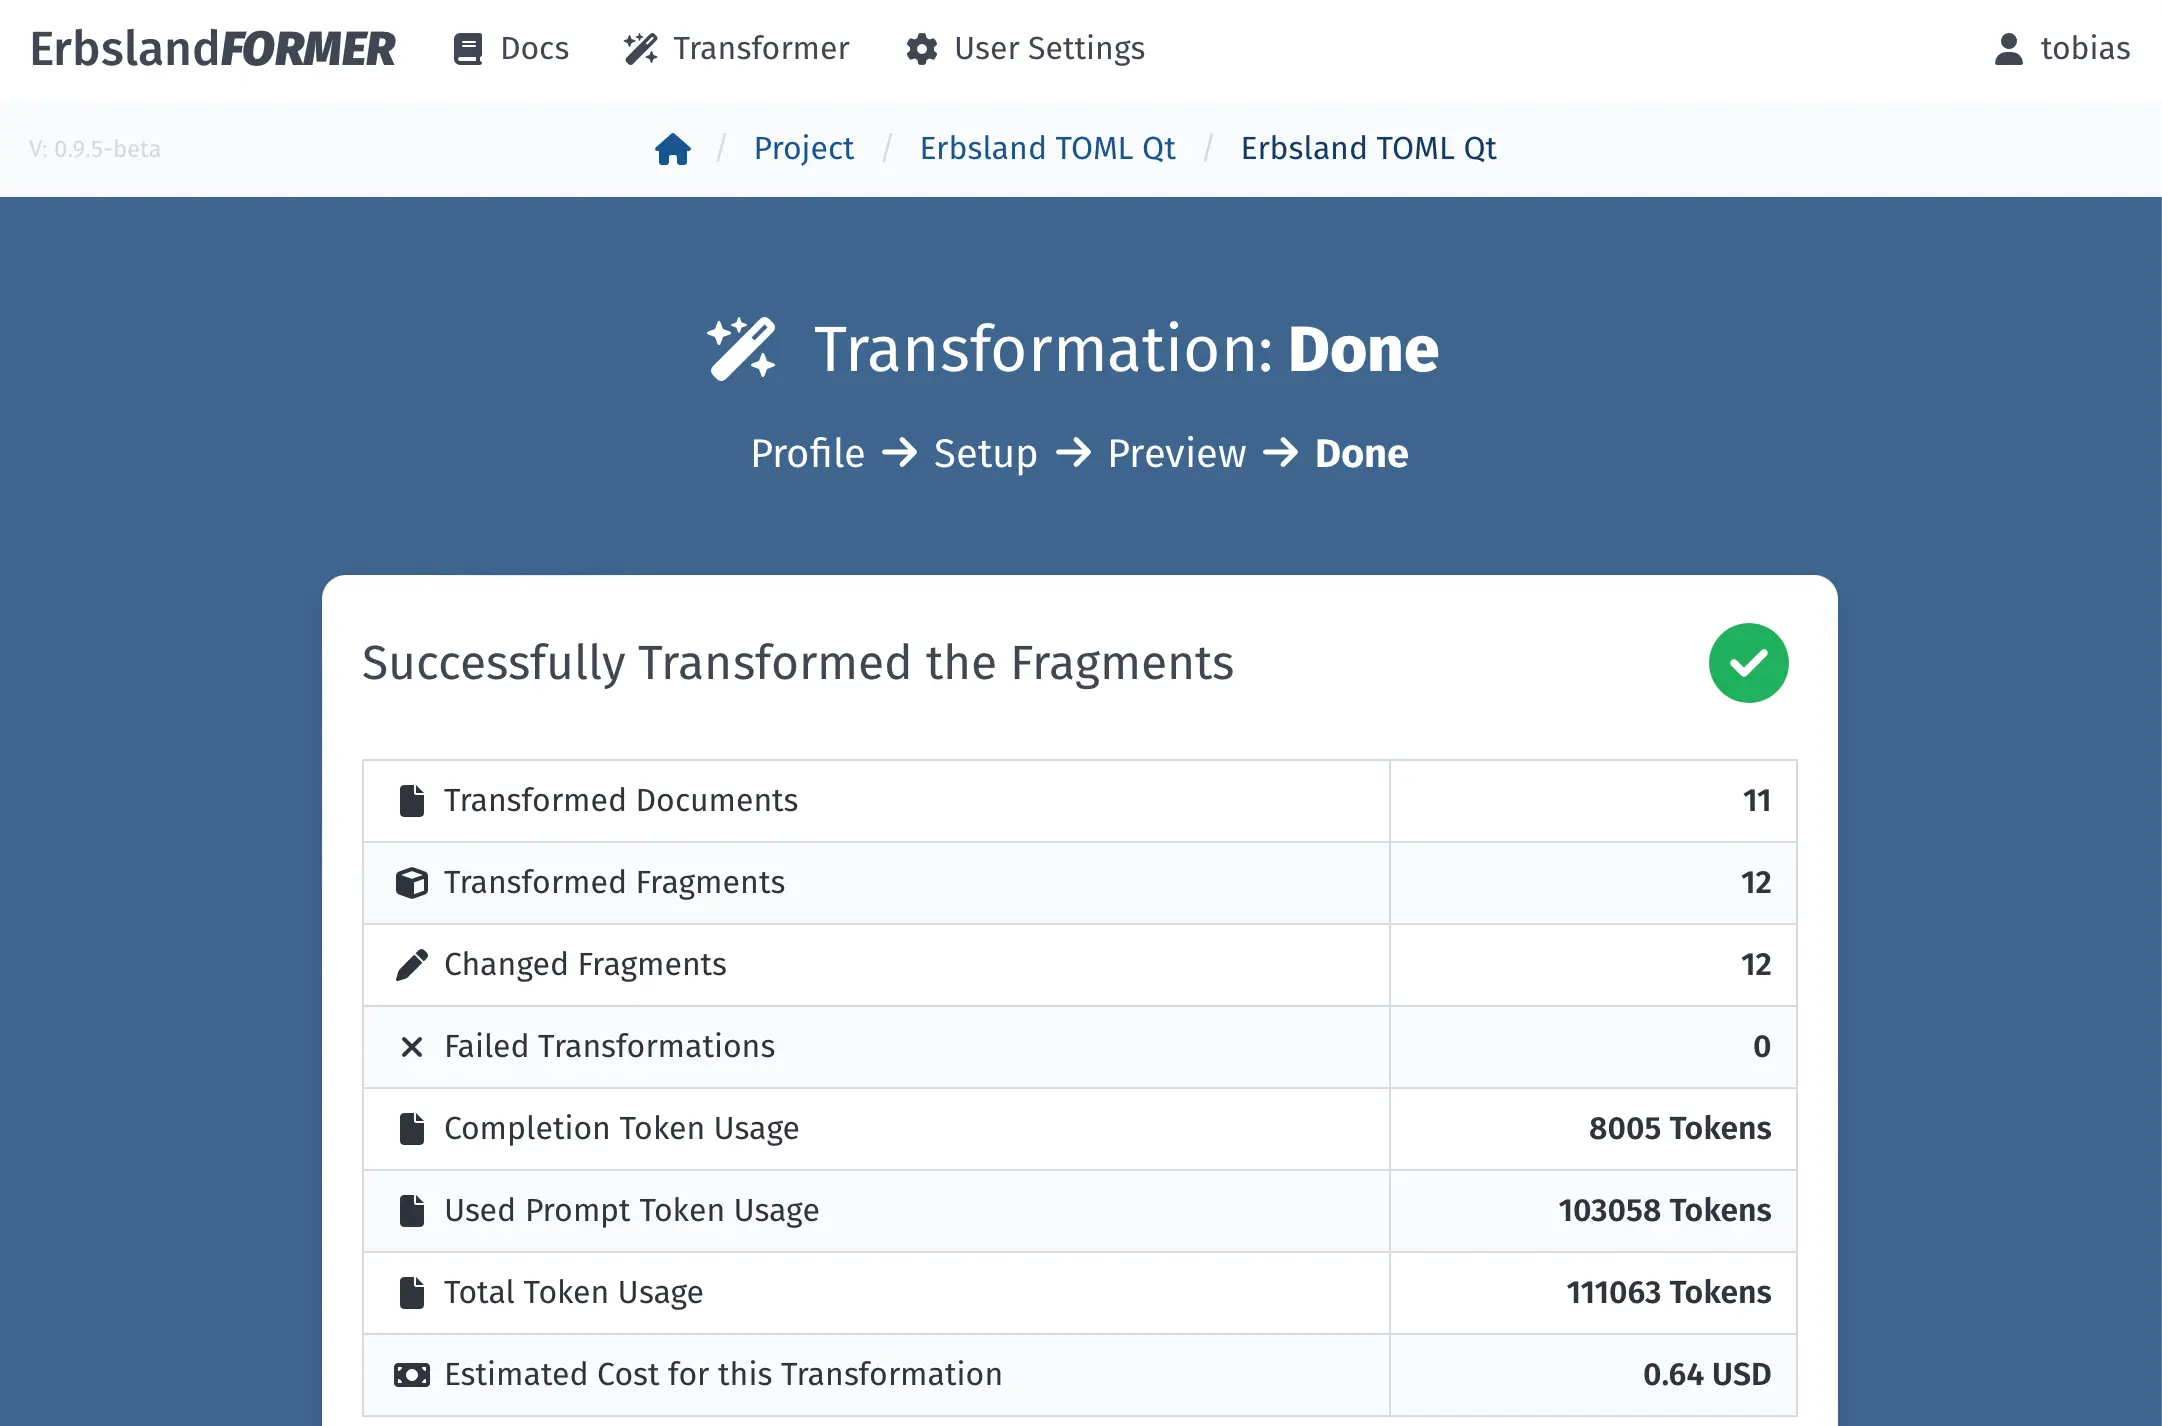 ErbslandFORMER Docs Transformer User Settings tobias
V: 0.9.5-beta / Project / Erbsland TOML Qt / Erbsland TOML Qt
Transformation: Done
Profile → Setup → Preview → Done
Successfully Transformed the Fragments
Transformed Documents 11
Transformed Fragments 12
Changed Fragments 12
Failed Transformations 0
Completion Token Usage 8005 Tokens
Used Prompt Token Usage 103058 Tokens
Total Token Usage 111063 Tokens
Estimated Cost for this Transformation 0.64 USD